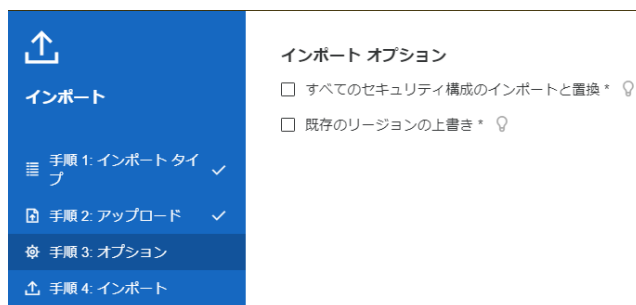 インポート
手順 1: インポート タイ
プ
手順 2: アップロード
手順 3: オプション
手順 4: インポート
インポート オプション
すべてのセキュリティ構成のインポートと置換 *
既存のリージョンの上書き *